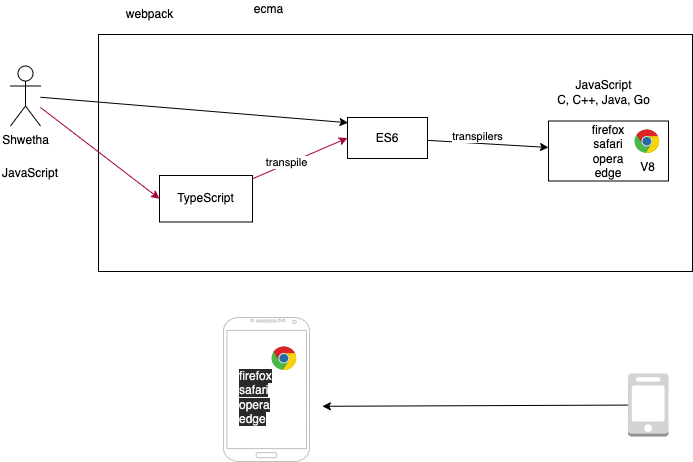 webpack
ecma
JavaScript
C, C++, Java, Go
Shwetha
JavaScript
ES6
transpilers
firefox
safari
opera
edge
V8
transpile
TypeScript
firefox
safari
opera
edge